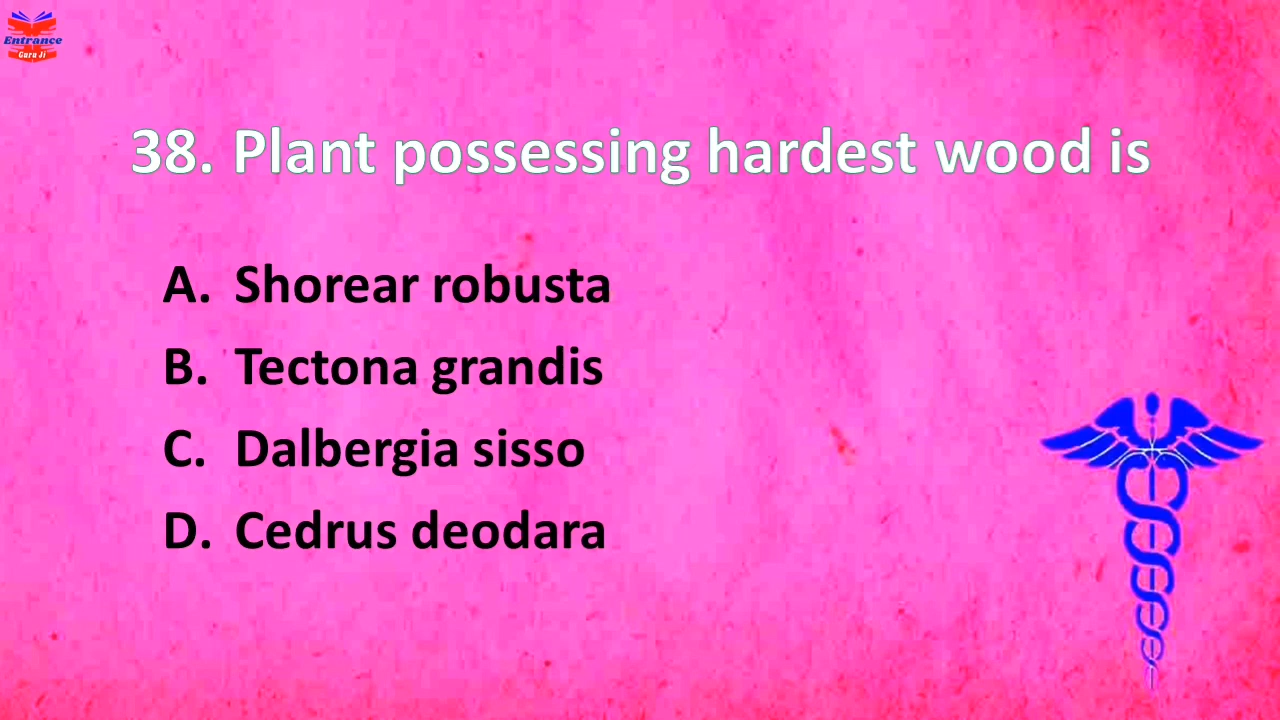 Entrance
Guru Ji
38. Plant possessing hardest wood is
A. Shorear robusta
B. Tectona grandis
C. Dalbergia sisso
D. Cedrus deodara